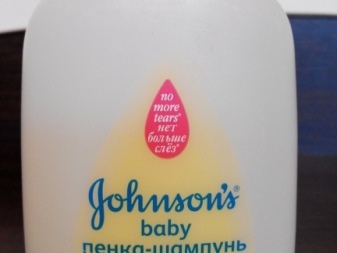 no
more
tears*
нет
больше
слёз*
Johnson's®
baby
пенка-шампунь